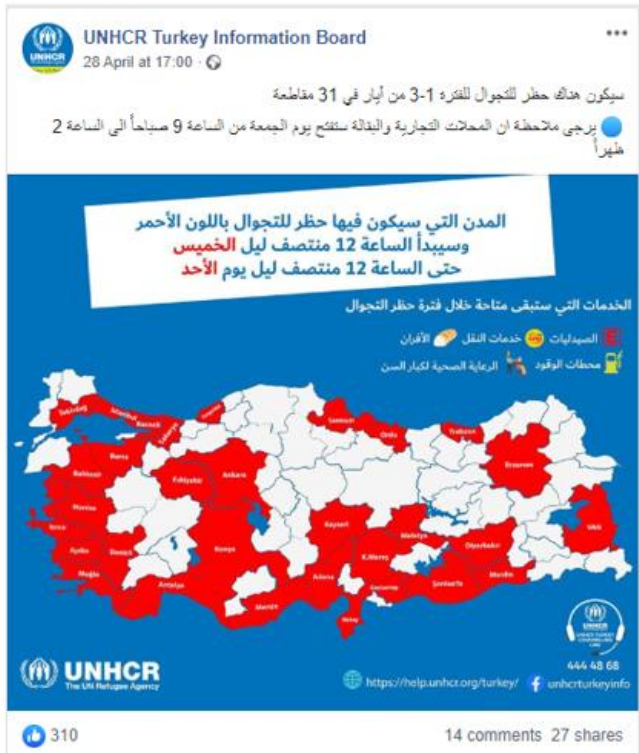 UNHCR Turkey Information Board
28 April at 17:00
سيكون هناك حظر للتجوال للفترة 1-3 من أيار في 31 مقاطعة
يرجى ملاحظة ان المحلات التجارية والبقالة ستفتح يوم الجمعة من الساعة 9 صباحاً الى الساعة 2
ظهراً
المدن التي سيكون فيها حظر للتجوال باللون الأحمر
وسيبدأ الساعة 12 منتصف ليل الخميس
حتى الساعة 12 منتصف ليل يوم الأحد
الخدمات التي ستبقى متاحة خلال فترة حظر التجوال
الصيدليات خدمات النقل الأفران
محطات الوقود الرعاية الصحية لكبار السن
Tekirdağ
İstanbul
Kocaeli
Sakarya
Samsun
Ordu
Trabzon
Erzurum
Bursa
Balıkesir
Eskişehir
Ankara
Manisa
Kayseri
Malatya
VAN
Aydın
Denizli
Konya
K.Maraş
Diyarbakır
Muğla
Antalya
Adana
Gaziantep
Şanlıurfa
Mardin
Mersin
Hatay
UNHCR
The UN Refugee Agency
UNHCR
444 48 68
https://help.unhcr.org/turkey/
unhcrturkeyinfo
310
14 comments 27 shares